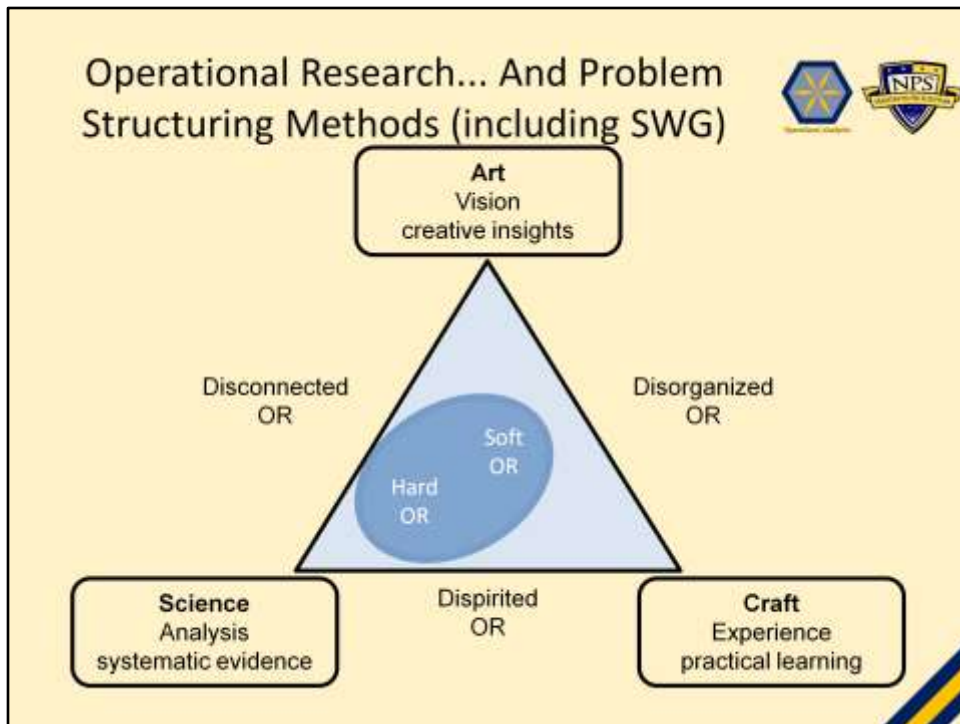 Operational Research... And Problem
Structuring Methods (including SWG)
NPS
Art
Vision
creative insights
Disconnected
OR
Disorganized
OR
Soft
OR
Hard
OR
Science
Analysis
systematic evidence
Dispirited
OR
Craft
Experience
practical learning